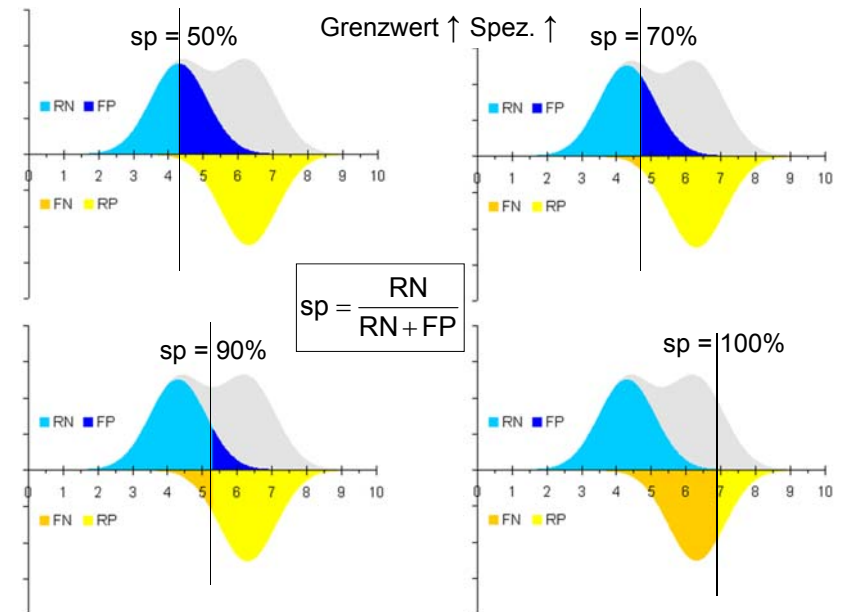 Grenzwert ↑ Spez. ↑
sp = 50%
RN FP
0 1 2 3 4 5 6 7 8 9 10
FN RP
sp = 70%
RN FP
0 1 2 3 4 5 6 7 8 9 10
FN RP
sp = RN / RN + FP
sp = 90%
RN FP
0 1 2 3 4 5 6 7 8 9 10
FN RP
sp = 100%
RN FP
0 1 2 3 4 5 6 7 8 9 10
FN RP